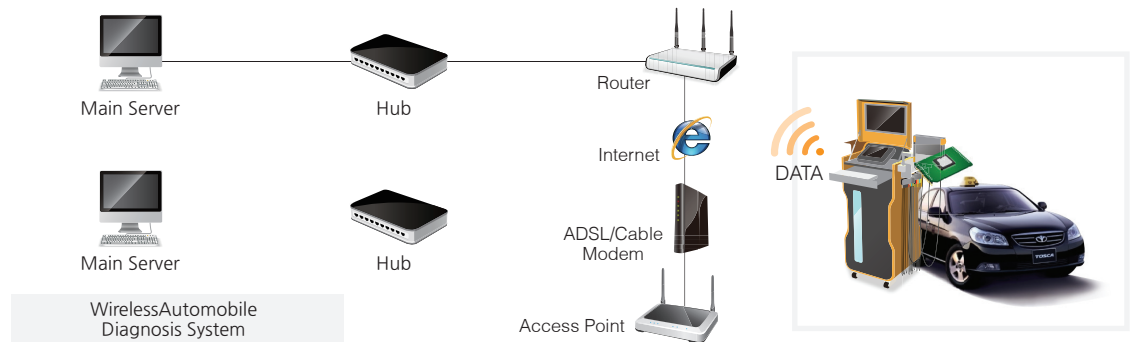 Main Server
Hub
Router
Internet
DATA
ADSL/Cable
Modem
Main Server
Hub
WirelessAutomobile
Diagnosis System
Access Point
TOSCA